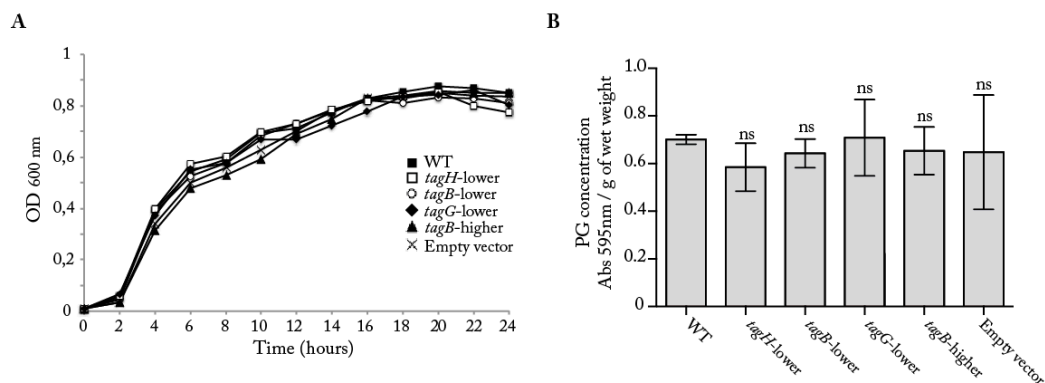 A
B
1
0,8
0,6
0,4
0,2
0
OD 600 nm
0 2 4 6 8 10 12 14 16 18 20 22 24
Time (hours)
WT
tagH-lower
tagB-lower
tagG-lower
tagB-higher
Empty vector
PG concentration
Abs 595nm / g of wet weight
1.0
0.8
0.6
0.4
0.2
0
ns ns ns ns ns
WT
tagH-lower
tagB-lower
tagG-lower
tagB-higher
Empty vector